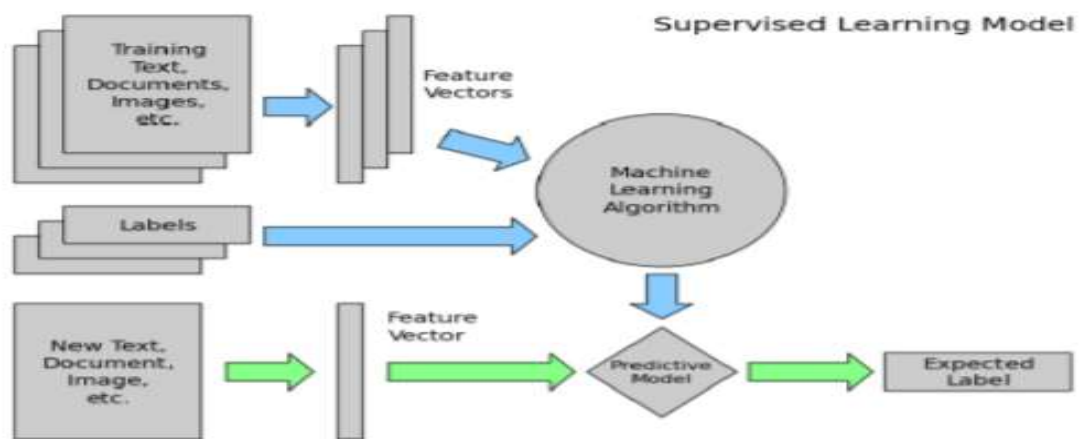 Supervised Learning Model
Training
Text,
Documents,
Images,
etc.
Feature
Vectors
Machine
Learning
Algorithm
Labels
New Text,
Document,
Image,
etc.
Feature
Vector
Predictive
Model
Expected
Label